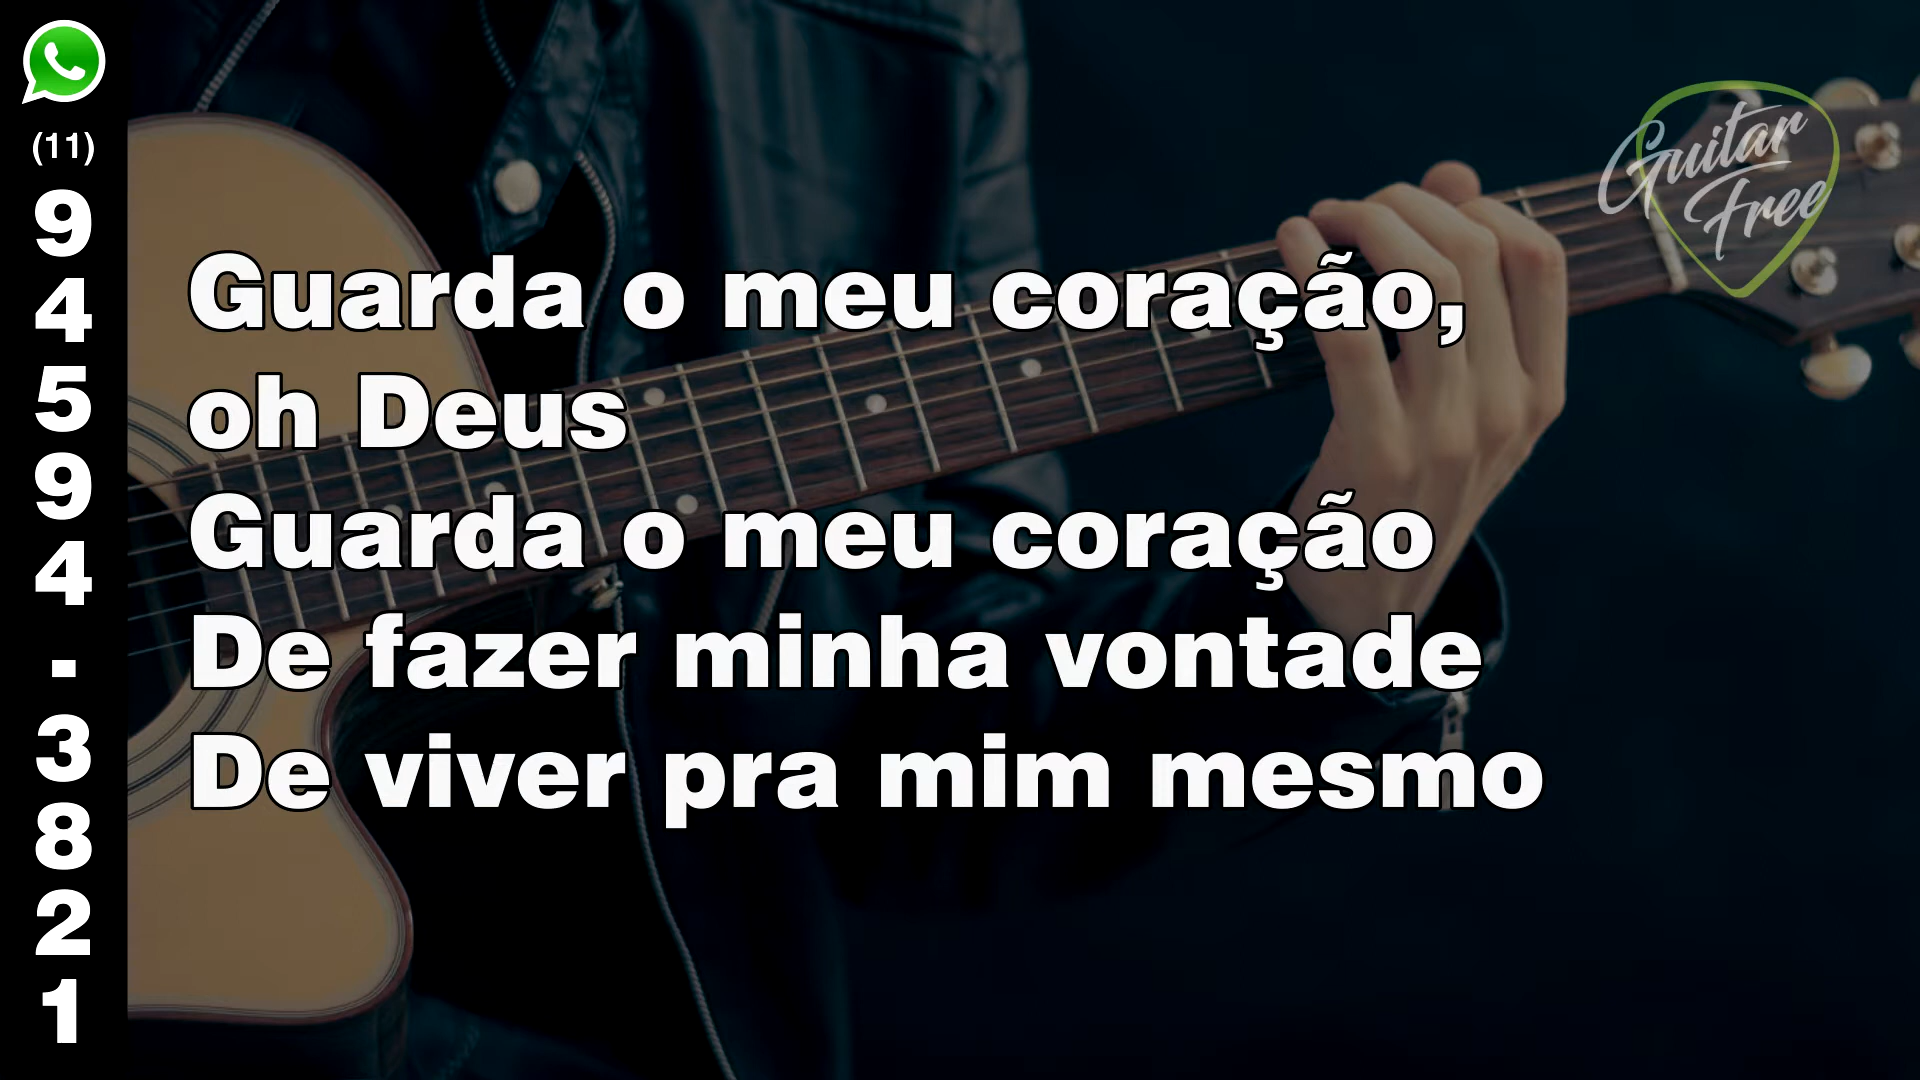 (11)
9
4
5
9
4
-
3
8
2
1
Guitar
Free
Guarda o meu coração,
oh Deus
Guarda o meu coração
De fazer minha vontade
De viver pra mim mesmo